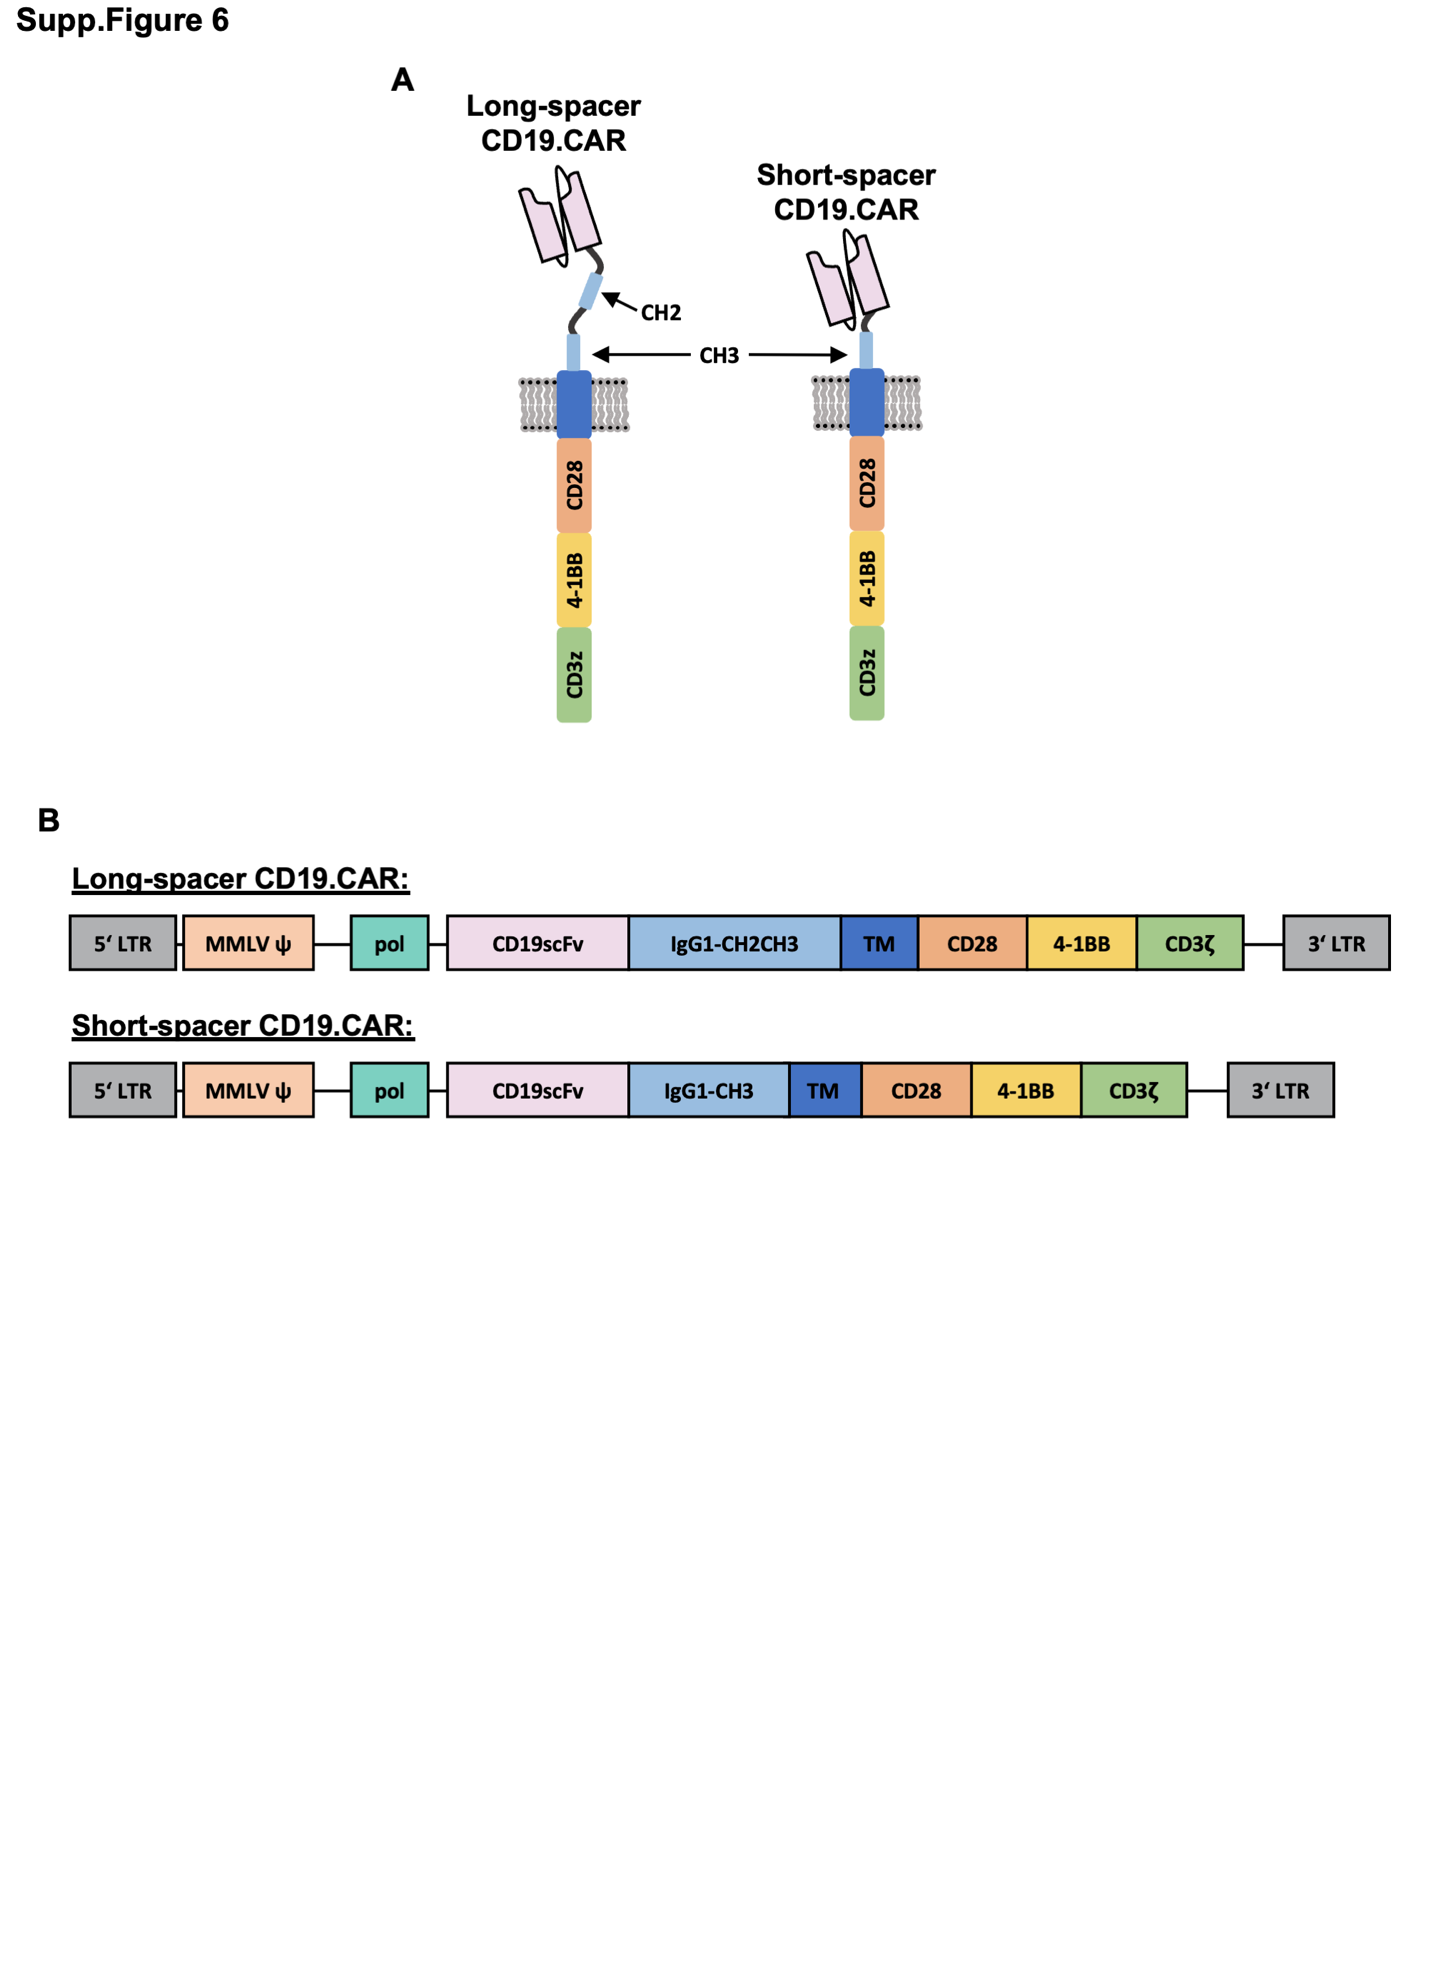 Supp.Figure 6
A
Long-spacer
CD19.CAR
Short-spacer
CD19.CAR
CH2
CH3
CD28
4-1BB
CD3z
CD28
4-1BB
CD3z
B
Long-spacer CD19.CAR:
5‘ LTR MMLV ψ pol CD19scFv IgG1-CH2CH3 TM CD28 4-1BB CD3ζ 3‘ LTR
Short-spacer CD19.CAR:
5‘ LTR MMLV ψ pol CD19scFv IgG1-CH3 TM CD28 4-1BB CD3ζ 3‘ LTR